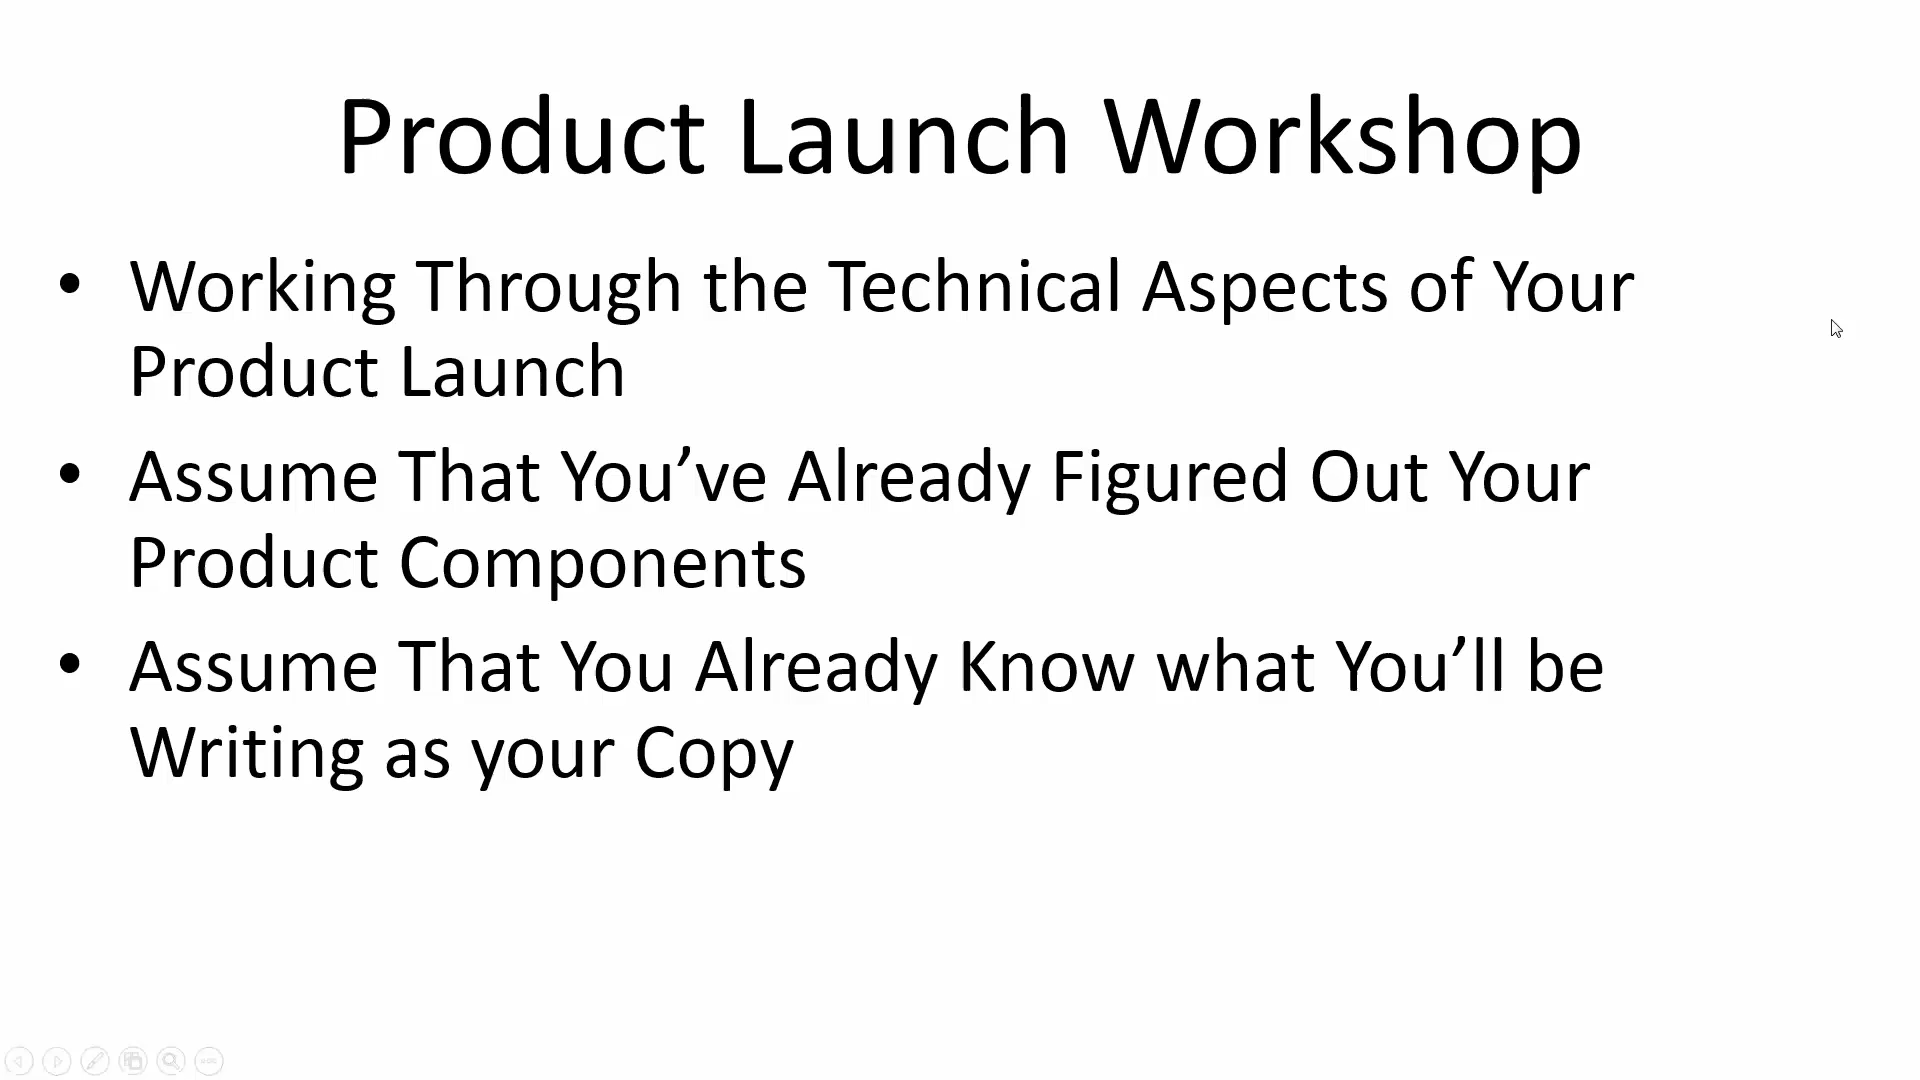 Product Launch Workshop
• Working Through the Technical Aspects of Your
Product Launch
• Assume That You’ve Already Figured Out Your
Product Components
• Assume That You Already Know what You’ll be
Writing as your Copy